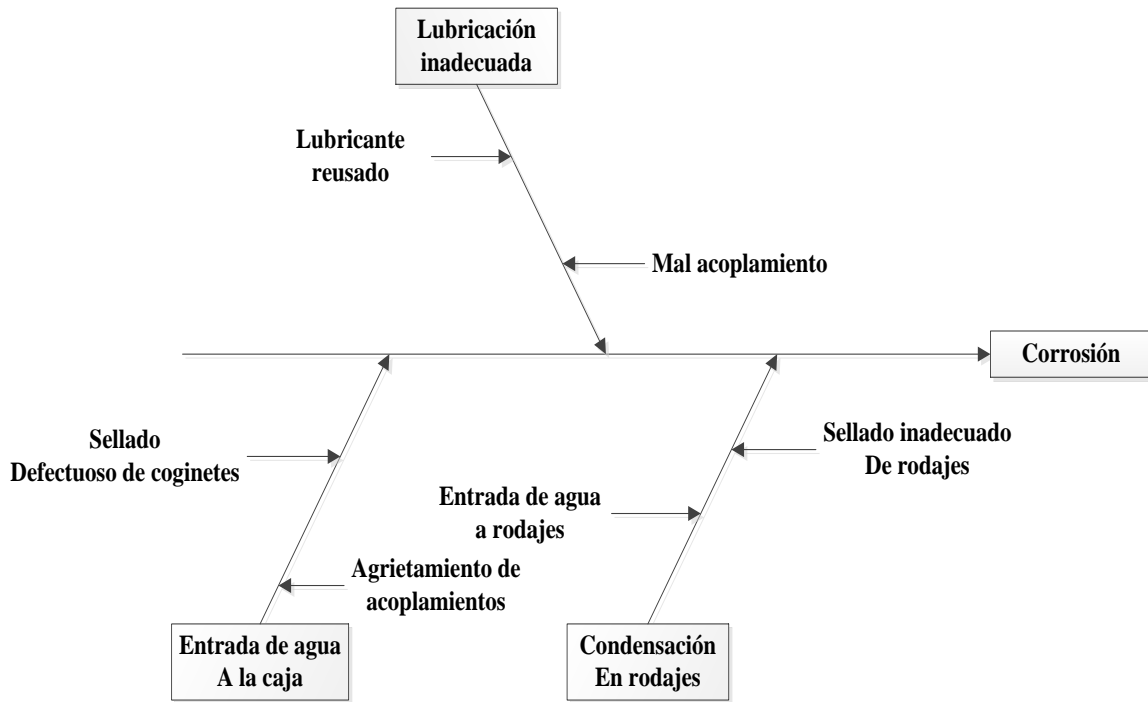 Lubricación
inadecuada
Lubricante
reusado
Mal acoplamiento
Corrosión
Sellado
Defectuoso de coginetes
Sellado inadecuado
De rodajes
Entrada de agua
a rodajes
Agrietamiento de
acoplamientos
Entrada de agua
A la caja
Condensación
En rodajes